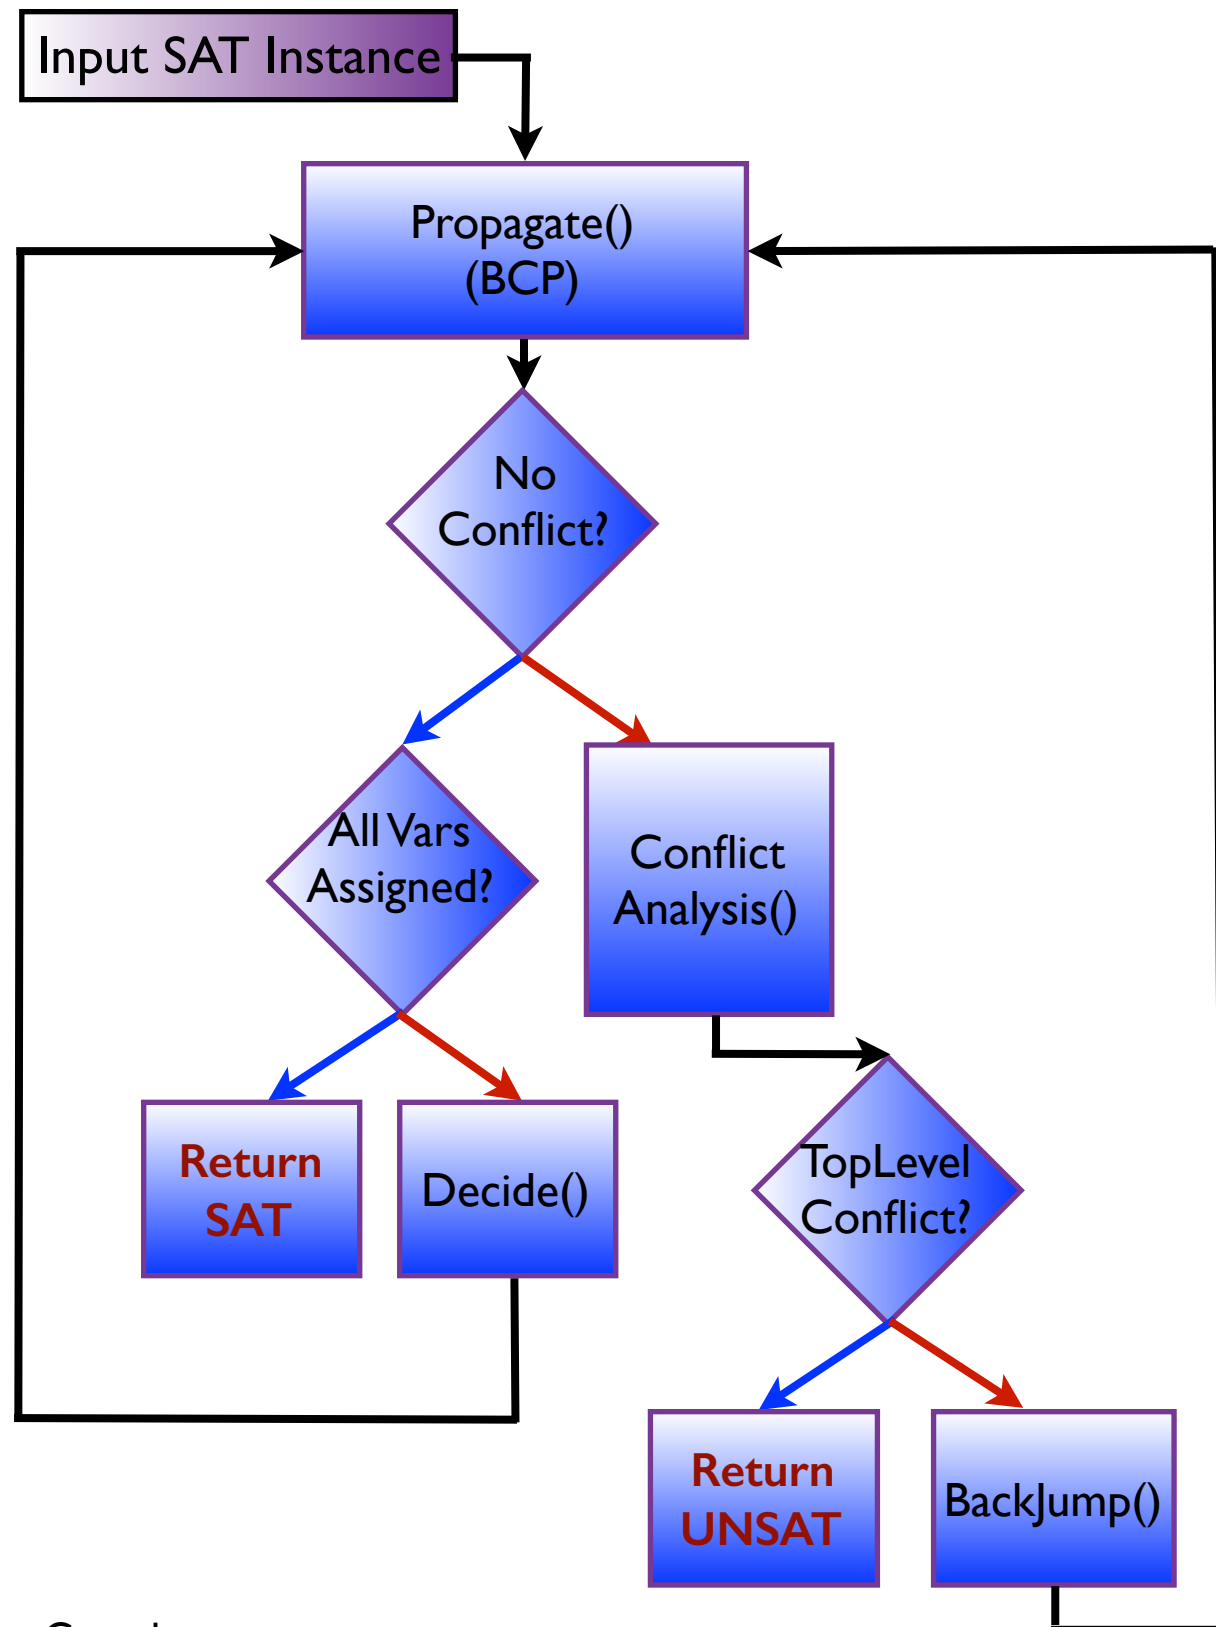 Input SAT Instance
Propagate()
(BCP)
No
Conflict?
All Vars
Assigned?
Conflict
Analysis()
Return
SAT
Decide()
TopLevel
Conflict?
Return
UNSAT
BackJump()